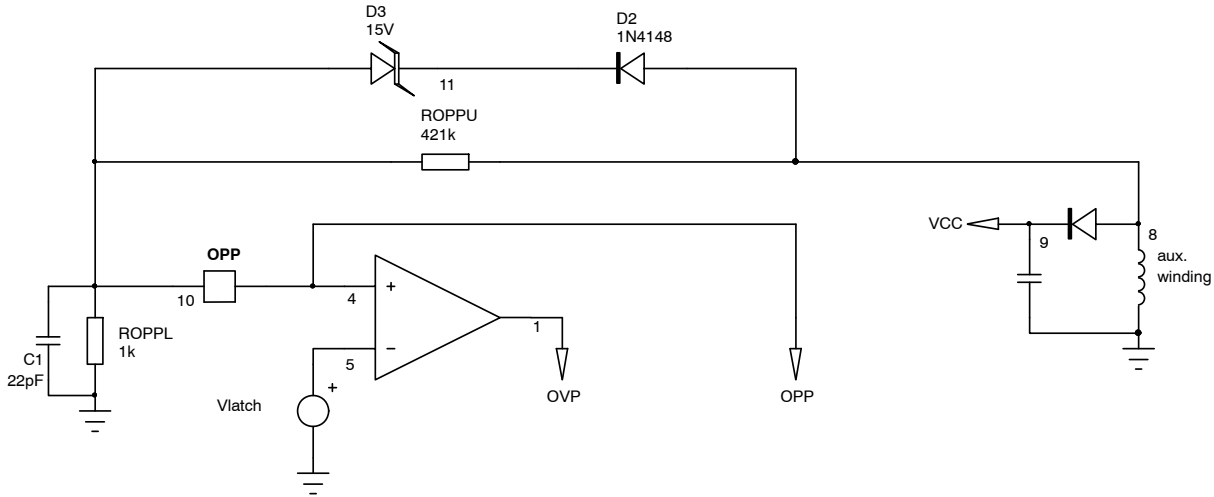 D3
15V
D2
1N4148
11
ROPPU
421k
VCC
9
8
aux.
winding
OPP
10
4
+
ROPPL
1k
C1
22pF
5
−
1
+
Vlatch
OVP
OPP